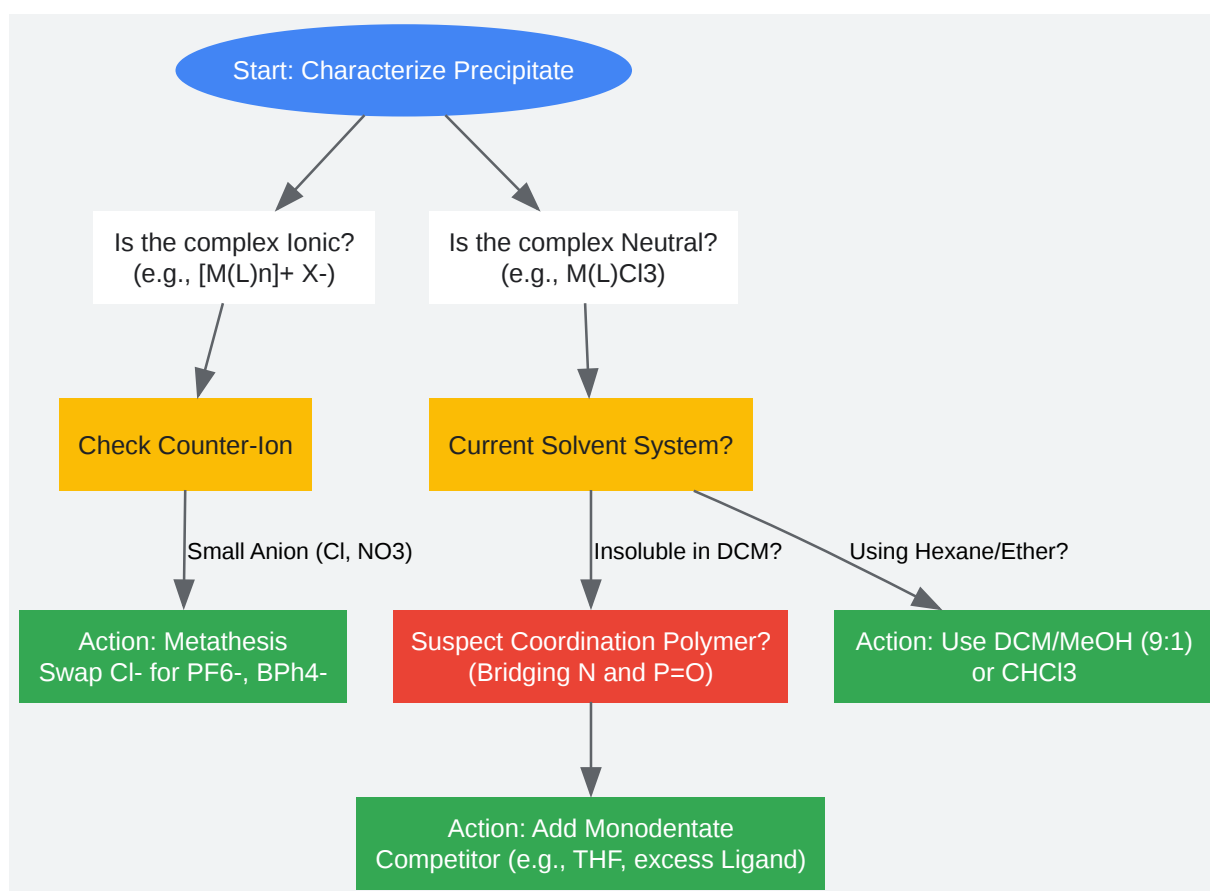 Start: Characterize Precipitate
Is the complex Ionic?
(e.g., [M(L)n]+ X-)
Is the complex Neutral?
(e.g., M(L)Cl3)
Check Counter-Ion
Current Solvent System?
Small Anion (Cl, NO3)
Insoluble in DCM?
Using Hexane/Ether?
Action: Metathesis
Swap Cl- for PF6-, BPh4-
Suspect Coordination Polymer?
(Bridging N and P=O)
Action: Use DCM/MeOH (9:1)
or CHCl3
Action: Add Monodentate
Competitor (e.g., THF, excess Ligand)